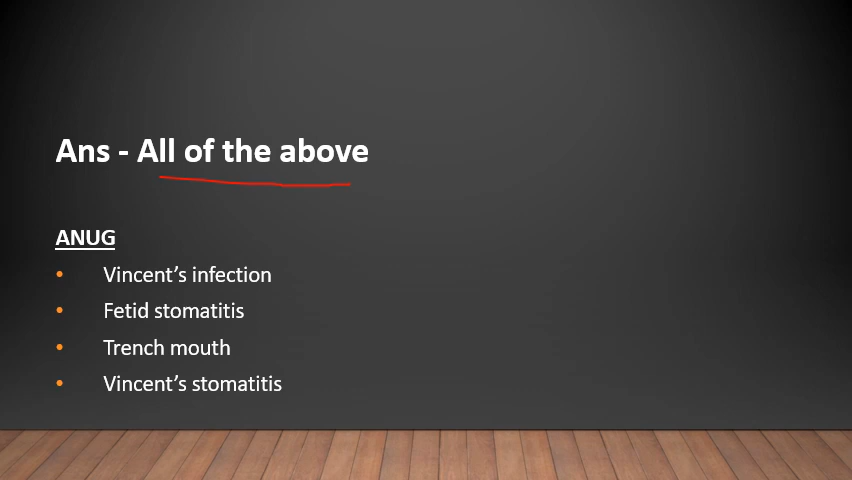 Ans - All of the above
ANUG
• Vincent’s infection
• Fetid stomatitis
• Trench mouth
• Vincent’s stomatitis